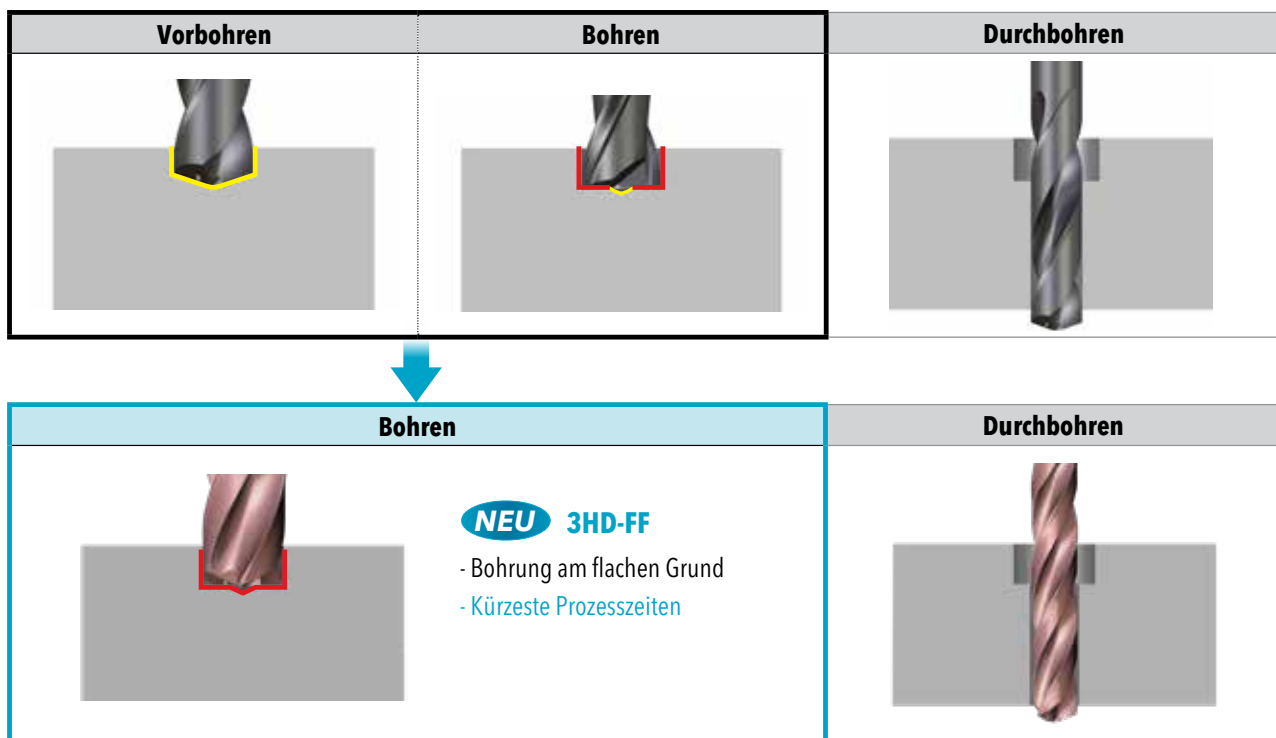 Vorbohren
Bohren
Durchbohren
Bohren
Durchbohren
NEU 3HD-FF
- Bohrung am flachen Grund
- Kürzeste Prozesszeiten